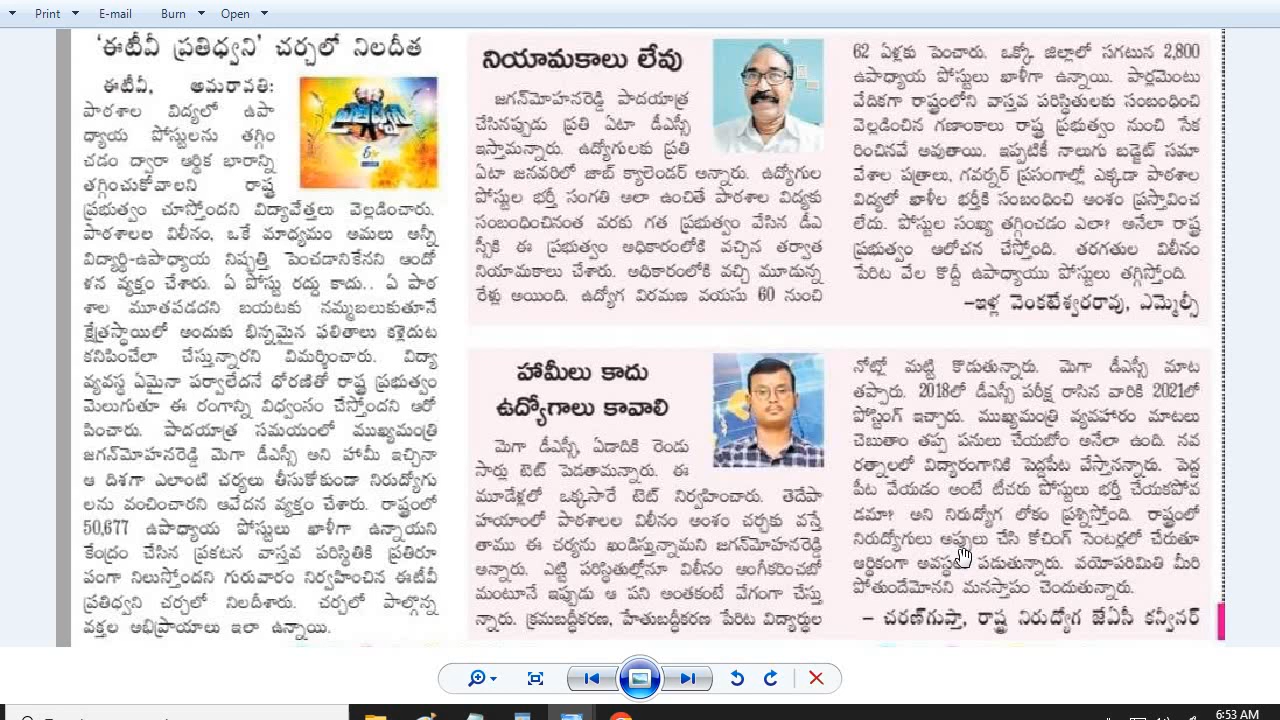 Print
E-mail
Burn
Open
'ఈటీవీ ప్రతిధ్వని' చర్చలో నిలదీత
ఈటీవీ, అమరావతి:
పాఠశాల విద్యలో ఉపా
ధ్యాయ పోస్టులను తగ్గిం
చడం ద్వారా ఆర్థిక భారాన్ని
తగ్గించుకోవాలని రాష్ట్ర
ప్రభుత్వం చూస్తోందని విద్యావేత్తలు వెల్లడించారు.
పాఠశాలల విలీనం, ఒకే మాధ్యమం అమలు అన్నీ
విద్యార్థి-ఉపాధ్యాయ నిష్పత్తి పెంచడానికేనని ఆందో
ళన వ్యక్తం చేశారు. ఏ పోస్టు రద్దు కాదు.. ఏ పాఠ
శాల మూతపడదని బయటకు నమ్మబలుకుతూనే
క్షేత్రస్థాయిలో అందుకు భిన్నమైన ఫలితాలు కళ్లెదుట
కనిపించేలా చేస్తున్నారని విమర్శించారు. విద్యా
వ్యవస్థ ఏమైనా పర్వాలేదనే ధోరణితో రాష్ట్ర ప్రభుత్వం
మెలుగుతూ ఈ రంగాన్ని విధ్వంసం చేస్తోందని ఆరో
పించారు. పాదయాత్ర సమయంలో ముఖ్యమంత్రి
జగన్‌మోహనరెడ్డి మెగా డీఎస్సీ అని హామీ ఇచ్చినా
ఆ దిశగా ఎలాంటి చర్యలు తీసుకోకుండా నిరుద్యోగు
లను వంచించారని ఆవేదన వ్యక్తం చేశారు. రాష్ట్రంలో
50,677 ఉపాధ్యాయ పోస్టులు ఖాళీగా ఉన్నాయని
కేంద్రం చేసిన ప్రకటన వాస్తవ పరిస్థితికి ప్రతిరూ
పంగా నిలుస్తోందని గురువారం నిర్వహించిన ఈటీవీ
ప్రతిధ్వని చర్చలో నిలదీశారు. చర్చలో పాల్గొన్న
వక్తల అభిప్రాయాలు ఇలా ఉన్నాయి.
ప్రతిధ్వని
నియామకాలు లేవు
జగన్‌మోహనరెడ్డి పాదయాత్ర
చేసినప్పుడు ప్రతి ఏటా డీఎస్సీ
ఇస్తామన్నారు. ఉద్యోగులకు ప్రతి
ఏటా జనవరిలో జాబ్ క్యాలెండర్ అన్నారు. ఉద్యోగుల
పోస్టుల భర్తీ సంగతి అలా ఉంచితే పాఠశాల విద్యకు
సంబంధించినంత వరకు గత ప్రభుత్వం వేసిన డీఎ
స్సీకి ఈ ప్రభుత్వం అధికారంలోకి వచ్చిన తర్వాత
నియామకాలు చేశారు. అధికారంలోకి వచ్చి మూడున్న
రేళ్లు అయింది. ఉద్యోగ విరమణ వయసు 60 నుంచి
62 ఏళ్లకు పెంచారు. ఒక్కో జిల్లాలో సగటున 2,800
ఉపాధ్యాయ పోస్టులు ఖాళీగా ఉన్నాయి. పార్లమెంటు
వేదికగా రాష్ట్రంలోని వాస్తవ పరిస్థితులకు సంబంధించి
వెల్లడించిన గణాంకాలు రాష్ట్ర ప్రభుత్వం నుంచి సేక
రించినవే అవుతాయి. ఇప్పటికీ నాలుగు బడ్జెట్ సమా
వేశాల పత్రాలు, గవర్నర్ ప్రసంగాల్లో ఎక్కడా పాఠశాల
విద్యలో ఖాళీల భర్తీకి సంబంధించి అంశం ప్రస్తావించ
లేదు. పోస్టుల సంఖ్య తగ్గించడం ఎలా? అనేలా రాష్ట్ర
ప్రభుత్వం ఆలోచన చేస్తోంది. తరగతుల విలీనం
పేరిట వేల కొద్దీ ఉపాధ్యాయు పోస్టులు తగ్గిస్తోంది.
–ఇళ్ల వెంకటేశ్వరరావు, ఎమ్మెల్సీ
హామీలు కాదు
ఉద్యోగాలు కావాలి
మెగా డీఎస్సీ, ఏడాదికి రెండు
సార్లు టెట్ పెడతామన్నారు. ఈ
మూడేళ్లలో ఒక్కసారే టెట్ నిర్వహించారు. తెదేపా
హయాంలో పాఠశాలల విలీనం అంశం చర్చకు వస్తే
తాము ఈ చర్యను ఖండిస్తున్నామని జగన్‌మోహనరెడ్డి
అన్నారు. ఎట్టి పరిస్థితుల్లోనూ విలీనం అంగీకరించబో
మంటూనే ఇప్పుడు ఆ పని అంతకంటే వేగంగా చేస్తు
న్నారు. క్రమబద్ధీకరణ, హేతుబద్ధీకరణ పేరిట విద్యార్థుల
నోట్లో మట్టి కొడుతున్నారు. మెగా డీఎస్సీ మాట
తప్పారు. 2018లో డీఎస్సీ పరీక్ష రాసిన వారికి 2021లో
పోస్టింగ్ ఇచ్చారు. ముఖ్యమంత్రి వ్యవహారం మాటలు
చెబుతాం తప్ప పనులు చేయబోం అనేలా ఉంది. నవ
రత్నాలలో విద్యారంగానికి పెద్దపేట వేస్తానన్నారు. పెద్ద
పీట వేయడం అంటే టీచరు పోస్టులు భర్తీ చేయకపోవ
డమా? అని నిరుద్యోగ లోకం ప్రశ్నిస్తోంది. రాష్ట్రంలో
నిరుద్యోగులు అప్పులు చేసి కోచింగ్ సెంటర్లలో చేరుతూ
ఆర్థికంగా అవస్థలు పడుతున్నారు. వయోపరిమితి మీరి
పోతుందేమోనని మనస్తాపం చెందుతున్నారు.
– చరణ్‌గుప్తా, రాష్ట్ర నిరుద్యోగ జేఏసీ కన్వీనర్
6:53 AM